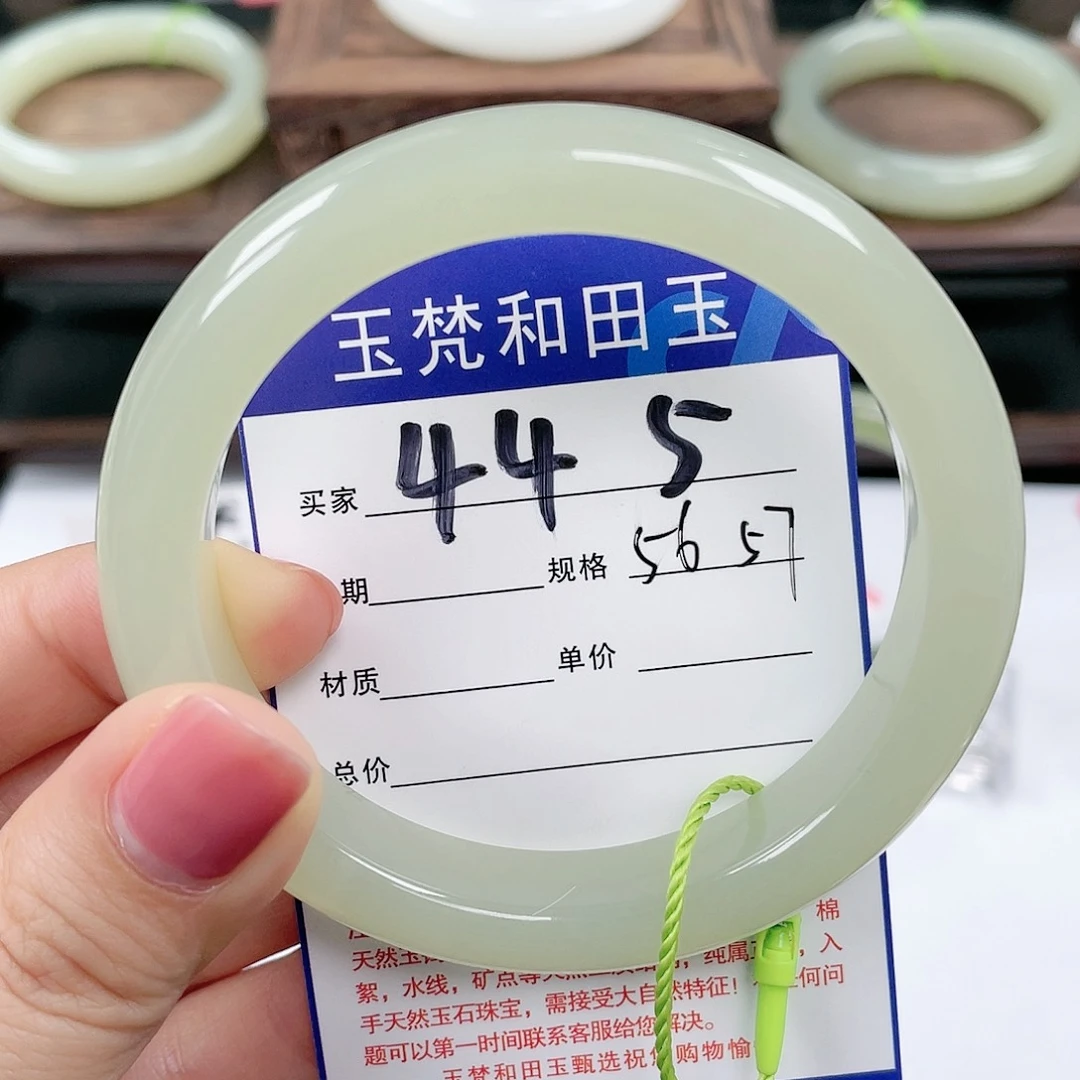 玉梵和田玉
买家 44 5
期 规格 56 57
材质 单价
总价
棉
天然玉 ，纯属 ，入
絮，水线，矿点等天然 手天然玉石珠宝，需接受大自然特征！ 何问
题可以第一时间联系客服给您解决。
玉梵和田玉甄选祝您购物愉